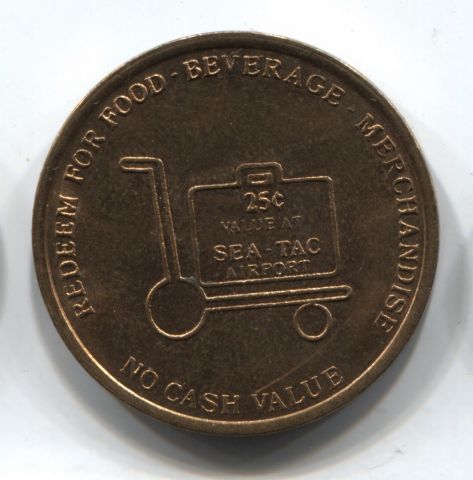 REDEEM FOR FOOD - BEVERAGE - MERCHANDISE
25¢
VALUE AT
SEA-TAC
AIRPORT
NO CASH VALUE